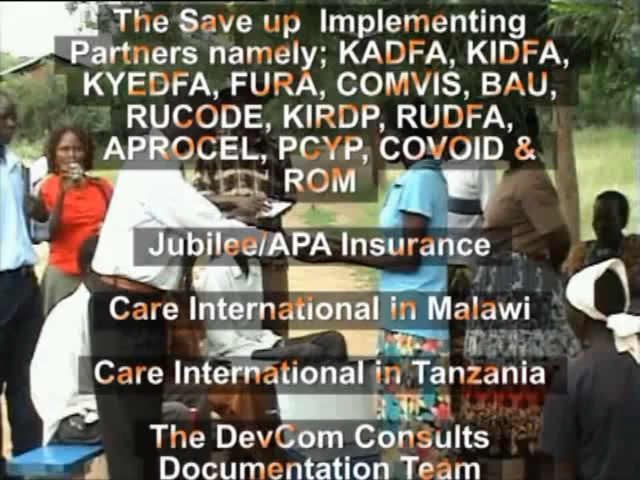 The Save up Implementing
Partners namely; KADFA, KIDFA,
KYEDFA, FURA, COMVIS, BAU,
RUCODE, KIRDP, RUDFA,
APROCEL, PCYP, COVOID &
ROM
Jubilee/APA Insurance
Care International in Malawi
Care International in Tanzania
The DevCom Consults
Documentation Team